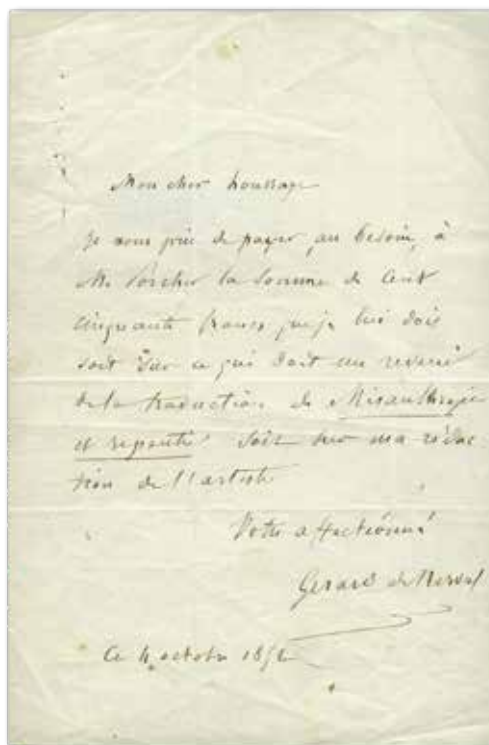 Mon cher houssaye
je vous prie de payer, au besoin, à
M. Porcher la somme de Cent
cinquante francs que je lui dois
soit sur ce qui doit me revenir
de la traduction de Misanthropie
et repentir soit sur ma rédac
tion de l'artiste
Votre affectionné
Gerard de Nerval
Ce 4 octobre 185